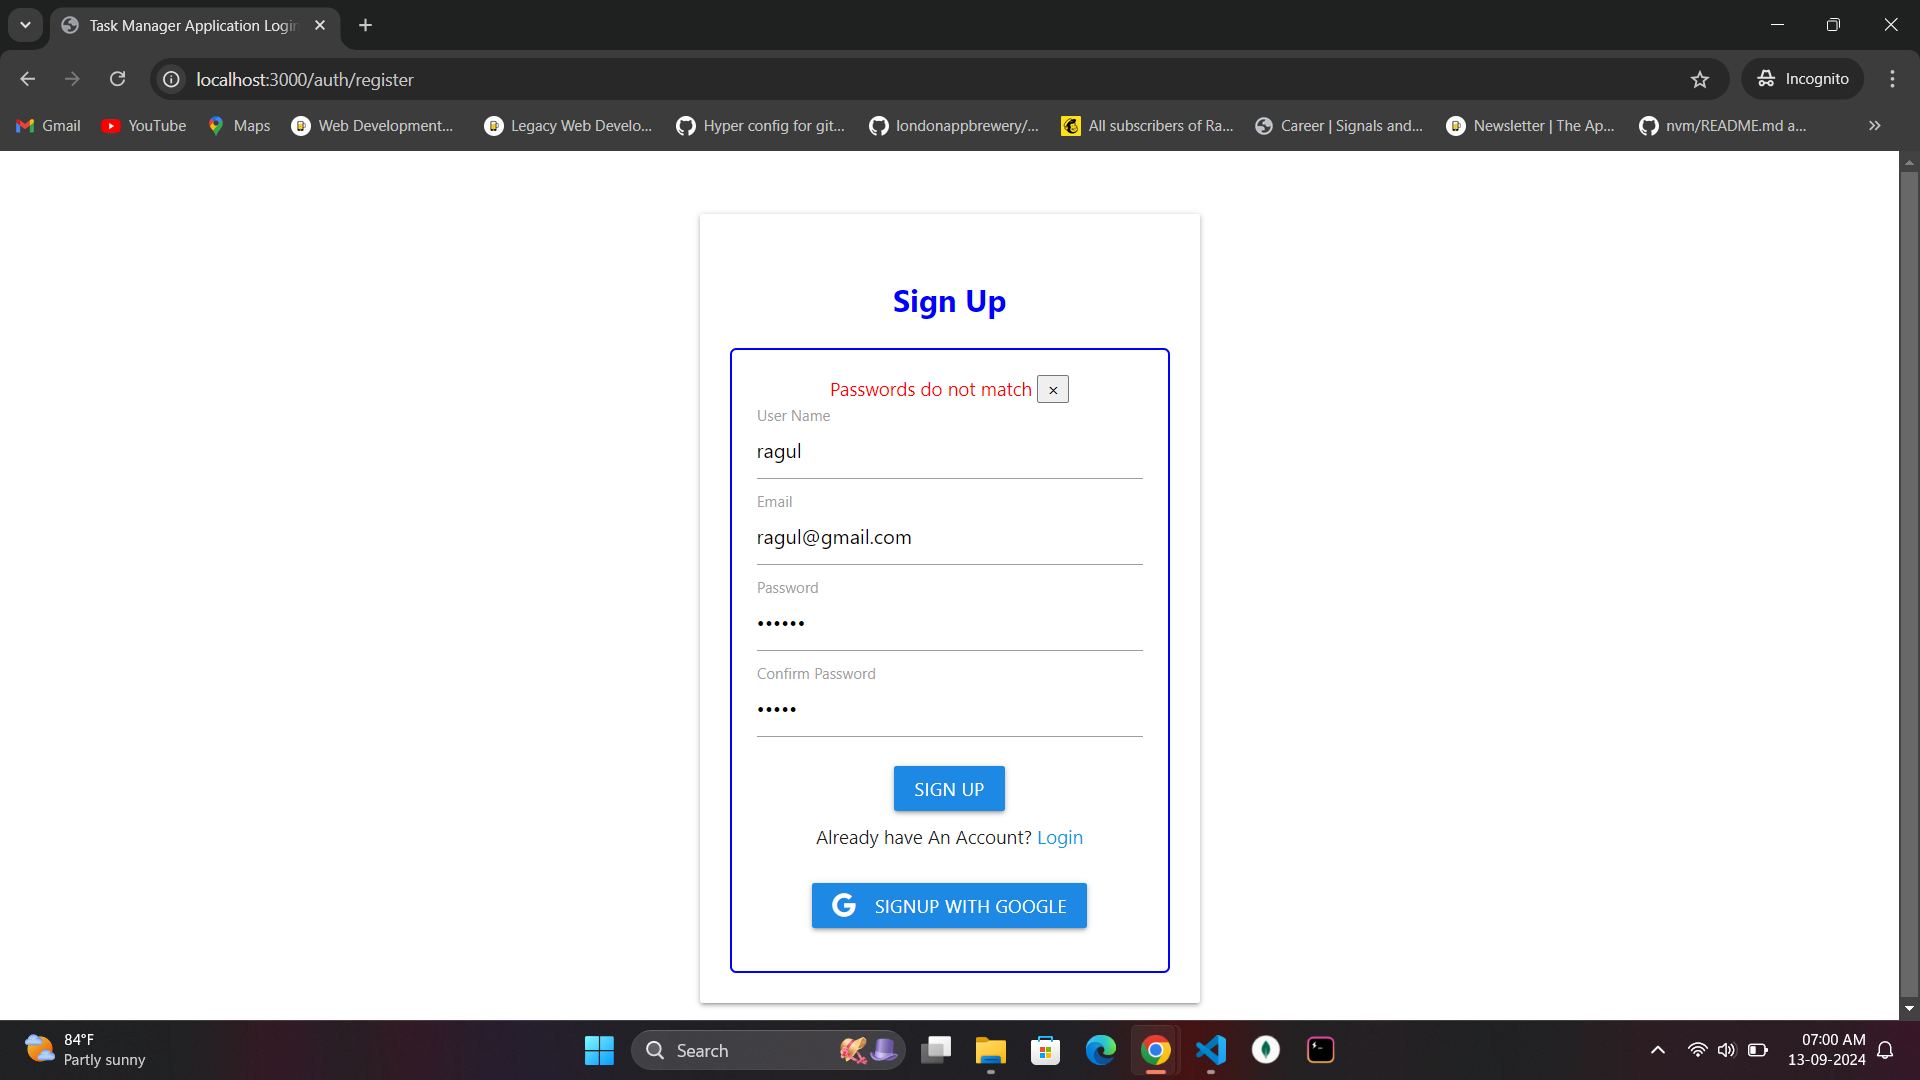 Task Manager Application Login
localhost:3000/auth/register
Incognito
Gmail
YouTube
Maps
Web Development...
Legacy Web Develo...
Hyper config for git...
londonappbrewery/...
All subscribers of Ra...
Career | Signals and...
Newsletter | The Ap...
nvm/README.md a...
Sign Up
Passwords do not match ×
User Name
ragul
Email
ragul@gmail.com
Password
••••••
Confirm Password
•••••
SIGN UP
Already have An Account? Login
SIGNUP WITH GOOGLE
84°F
Partly sunny
Search
07:00 AM
13-09-2024